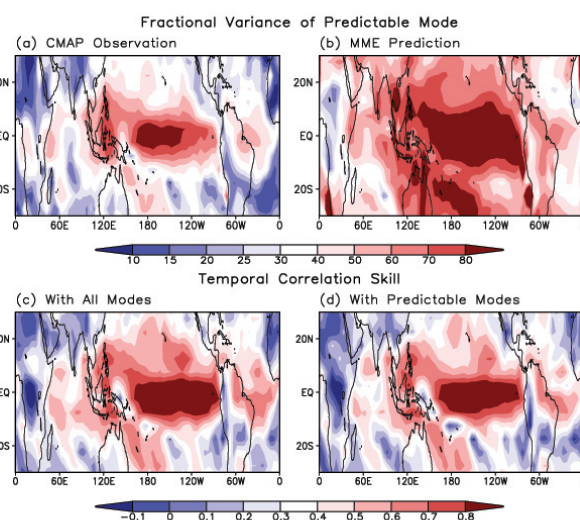 Fractional Variance of Predictable Mode
(a) CMAP Observation (b) MME Prediction
20N 20N
EQ EQ
20S 20S
0 60E 120E 180 120W 60W 0 0 60E 120E 180 120W 60W 0
10 15 20 25 30 40 50 60 70 80
Temporal Correlation Skill
(c) With All Modes (d) With Predictable Modes
20N 20N
EQ EQ
20S 20S
0 60E 120E 180 120W 60W 0 0 60E 120E 180 120W 60W 0
-0.1 0 0.1 0.2 0.3 0.4 0.5 0.6 0.7 0.8